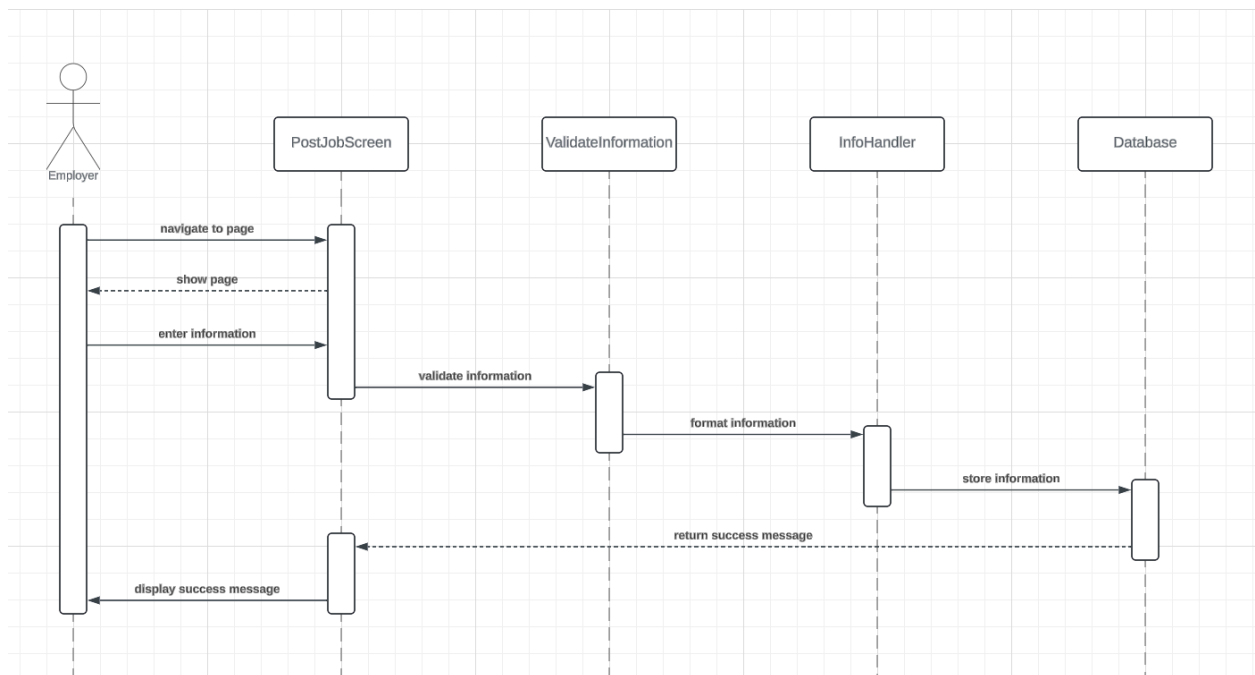 PostJobScreen
ValidateInformation
InfoHandler
Database
Employer
navigate to page
show page
enter information
validate information
format information
store information
return success message
display success message